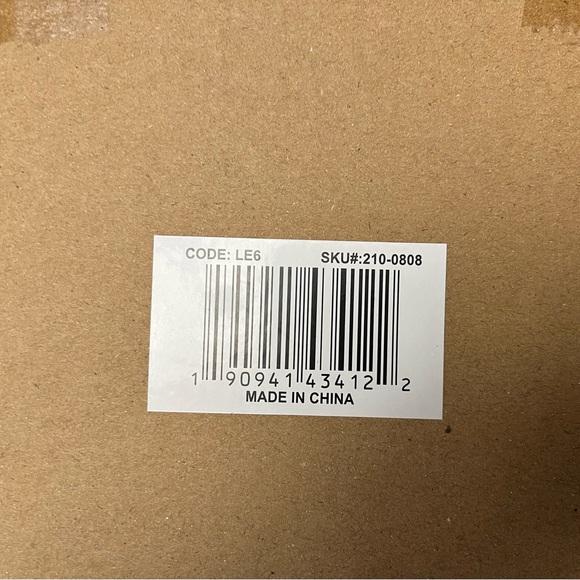 CODE: LE6 SKU#:210-0808
1 90941 43412 2
MADE IN CHINA